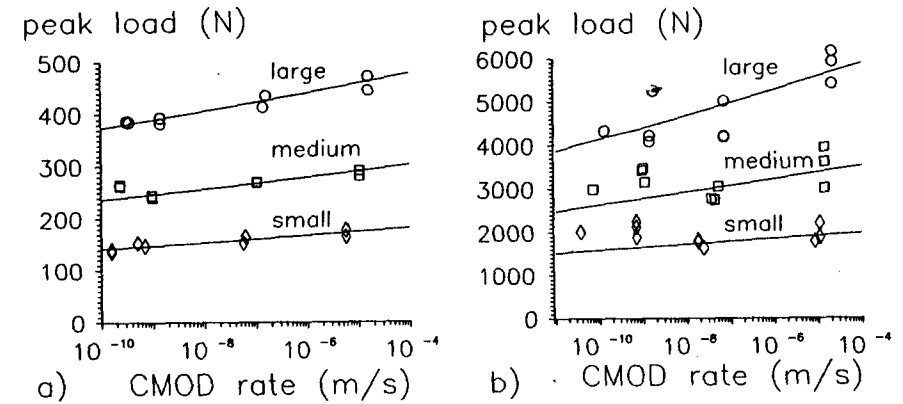 peak load (N)
500
400
300
200
100
0
large
medium
small
10⁻¹⁰ 10⁻⁸ 10⁻⁶ 10⁻⁴
a) CMOD rate (m/s)
peak load (N)
6000
5000
4000
3000
2000
1000
0
large
medium
small
10⁻¹⁰ 10⁻⁸ 10⁻⁶ 10⁻⁴
b) CMOD rate (m/s)